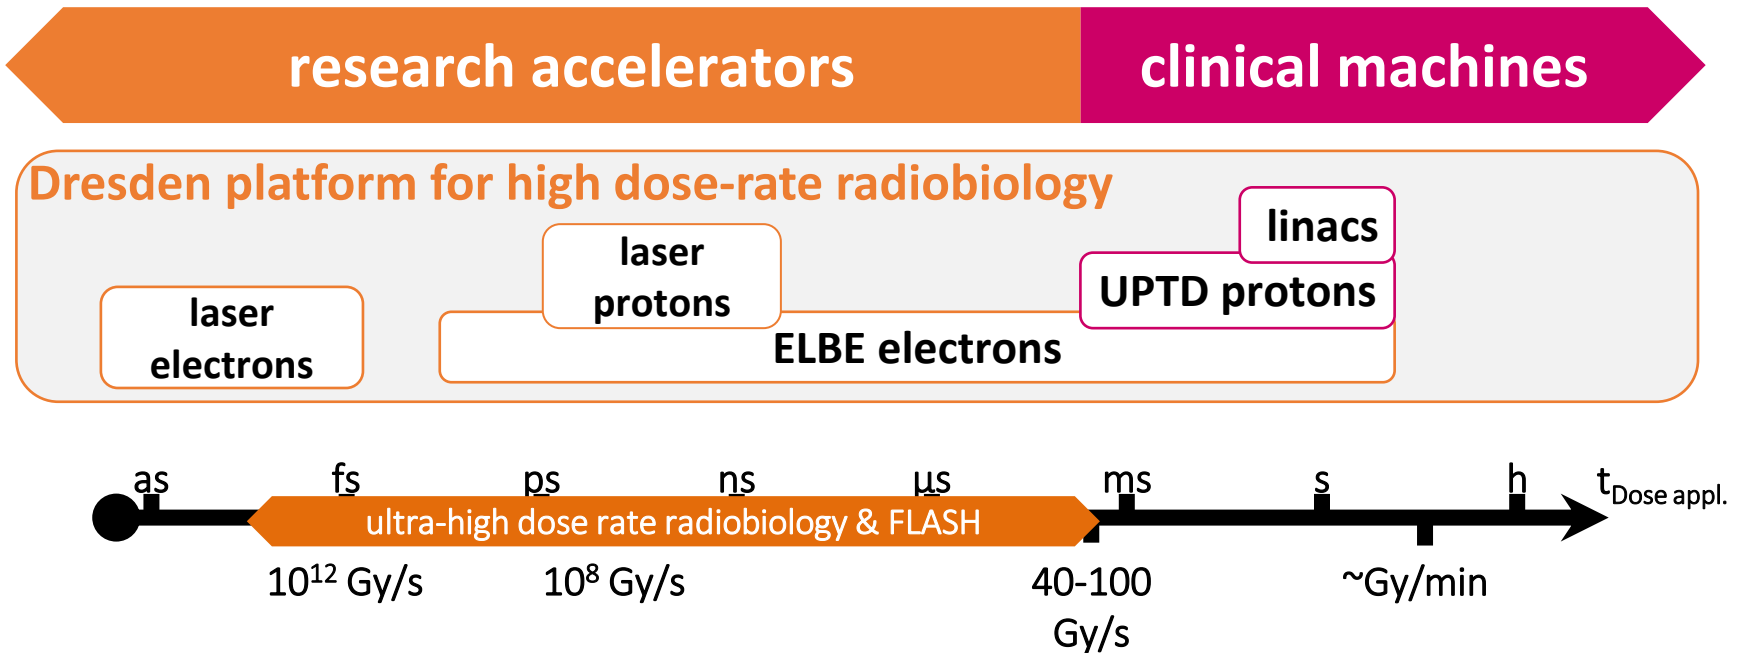 research accelerators
clinical machines
Dresden platform for high dose-rate radiobiology
linacs
laser
protons
UPTD protons
laser
electrons
ELBE electrons
as fs ps ns µs ms s h t Dose appl.
ultra-high dose rate radiobiology & FLASH
10¹² Gy/s
10⁸ Gy/s
40-100
Gy/s
~Gy/min